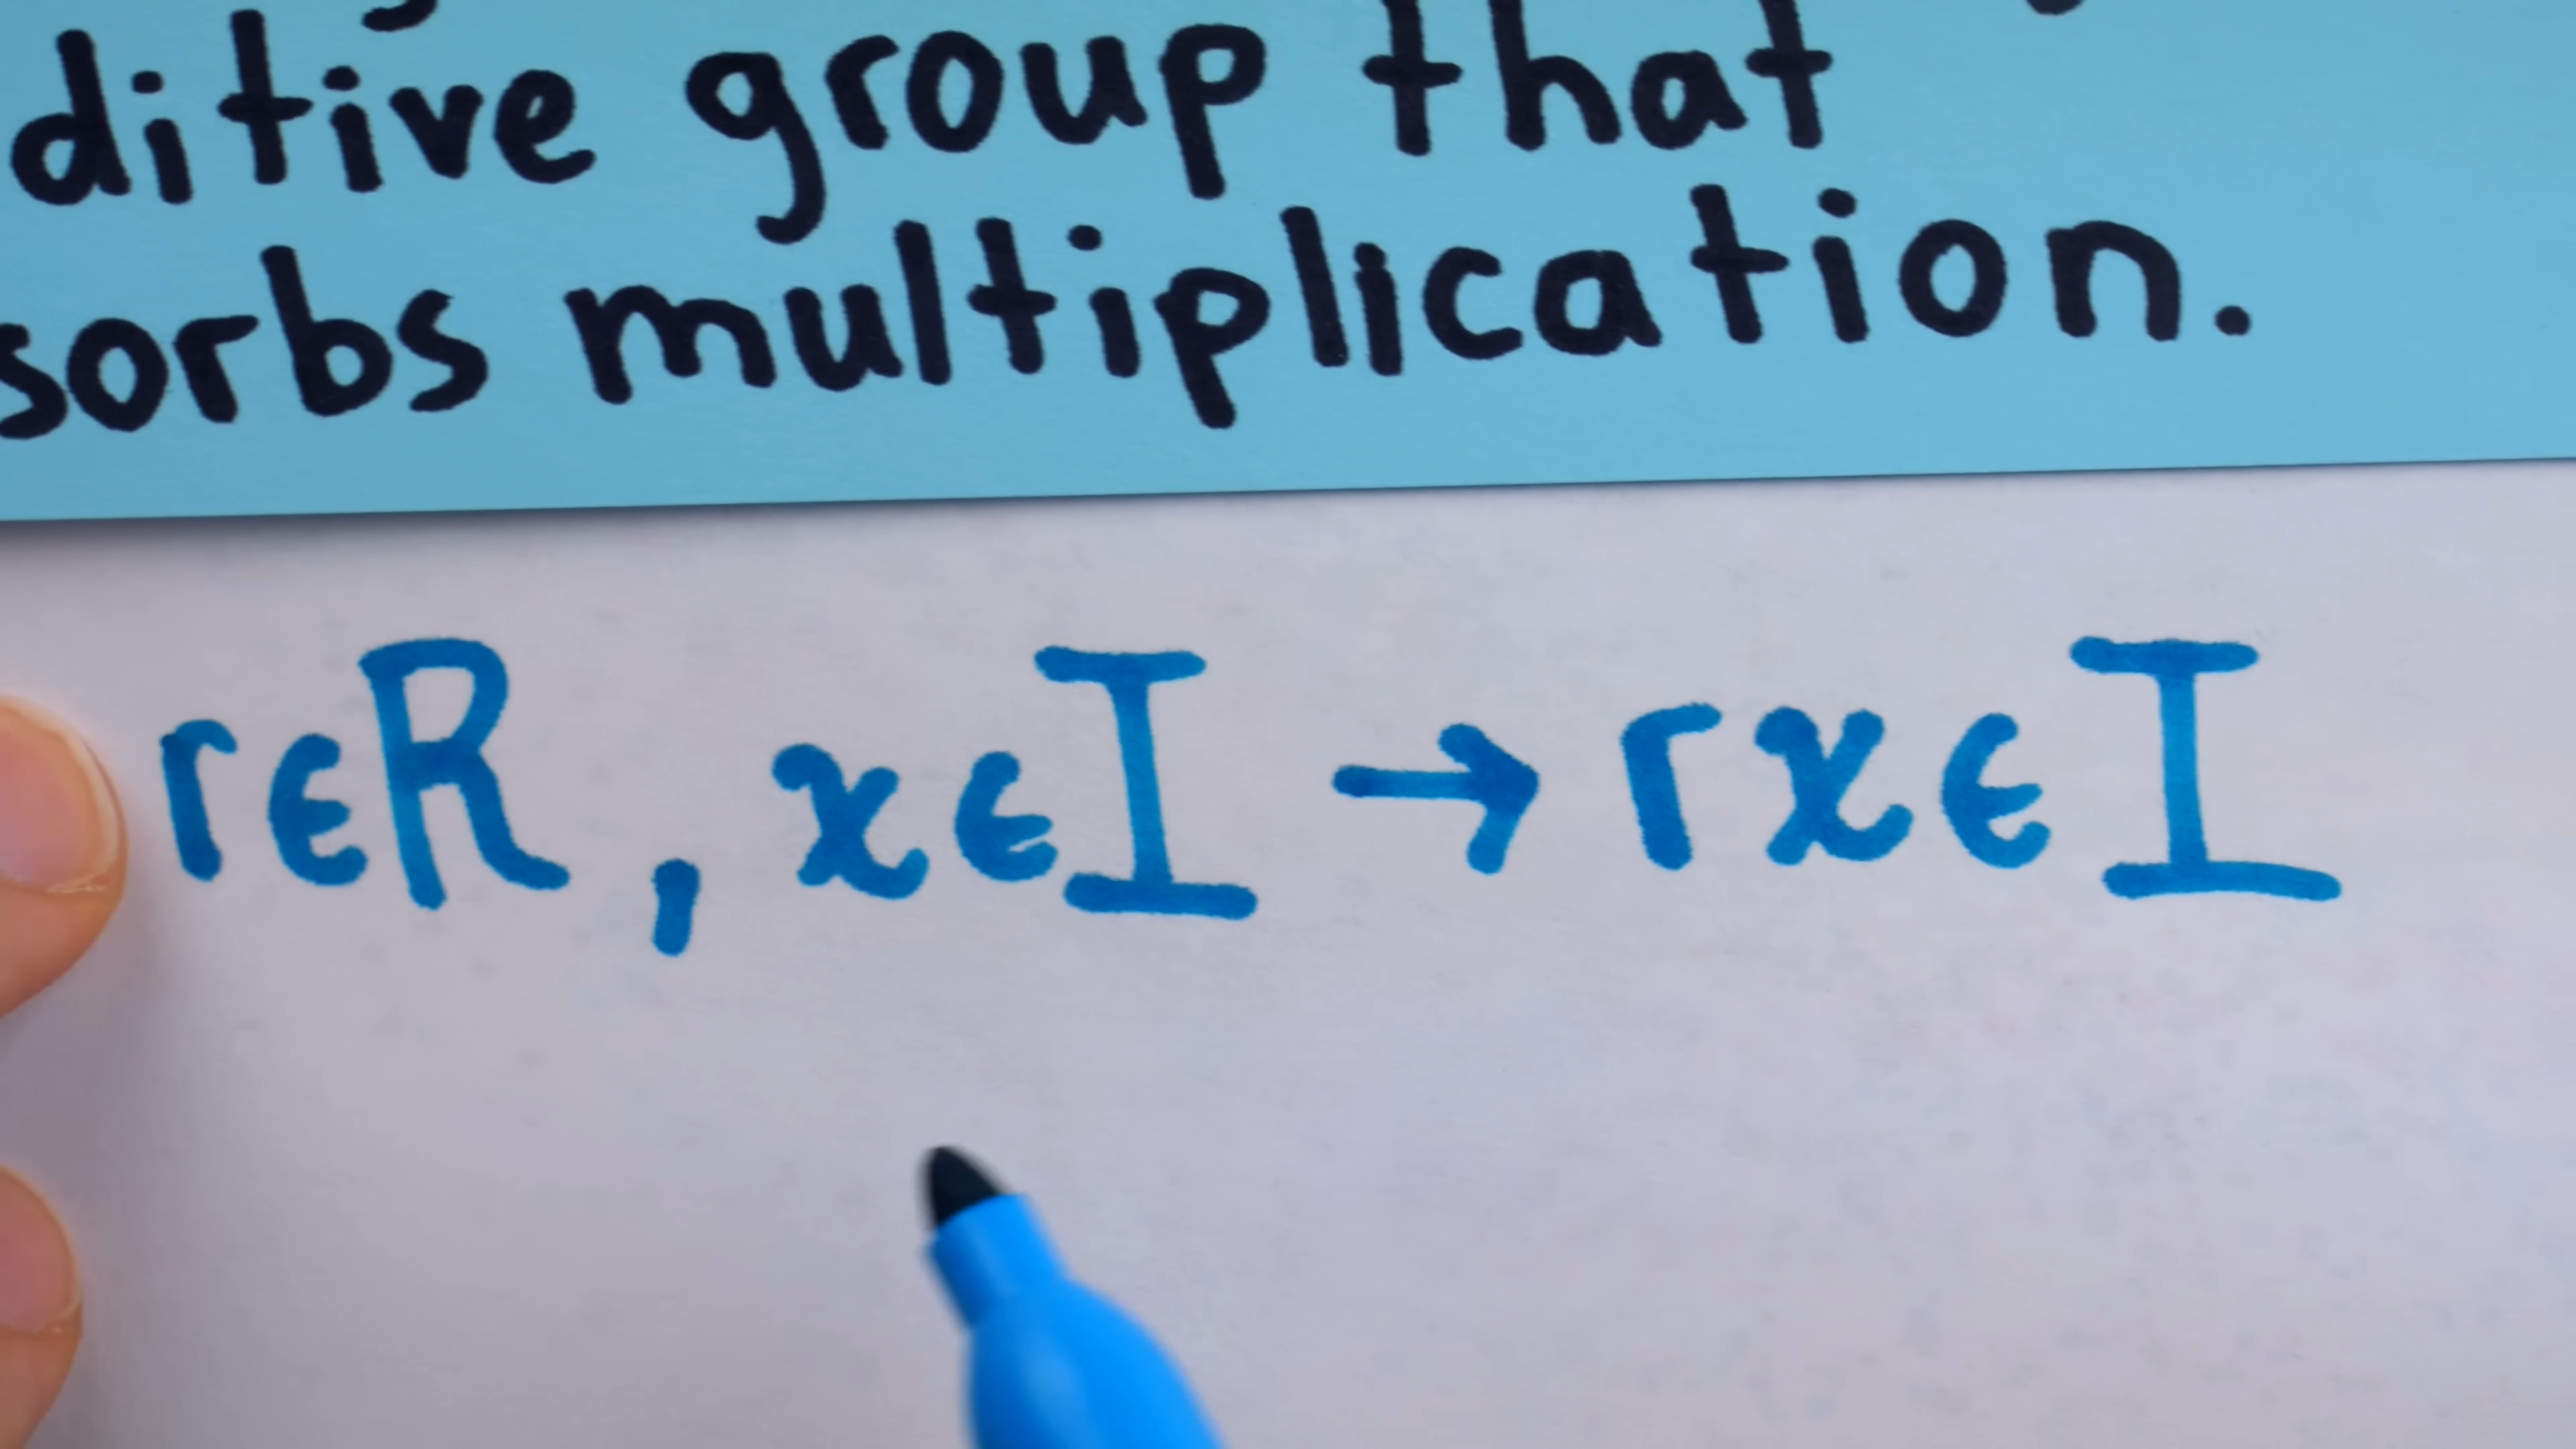 ditive group that
sorbs multiplication.
r∈R, x∈I → rx∈I